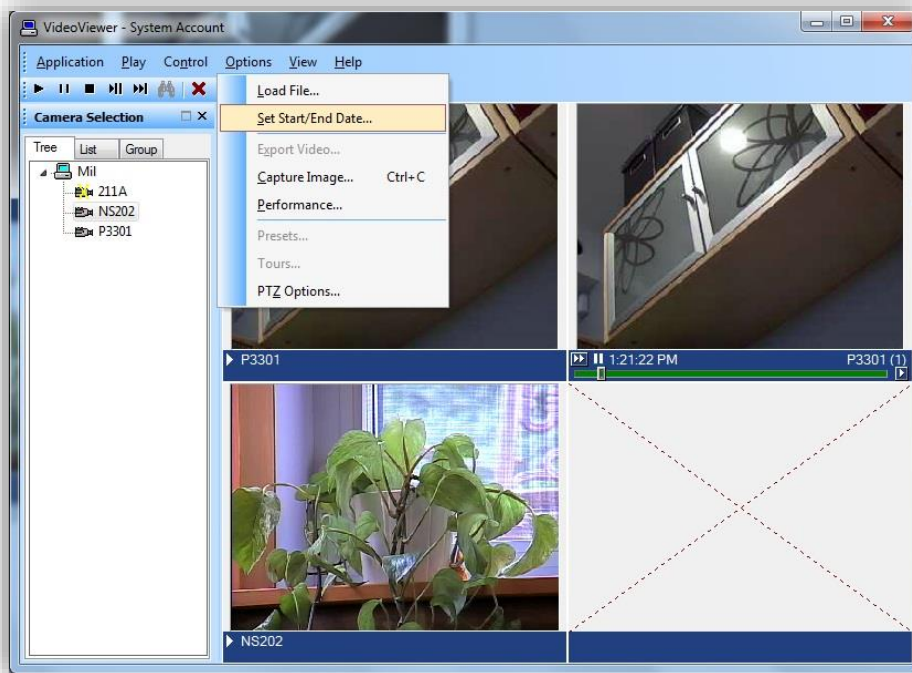 VideoViewer - System Account
Application Play Control Options View Help
Camera Selection
Tree List Group
Mil
211A
NS202
P3301
Load File...
Set Start/End Date...
Export Video...
Capture Image... Ctrl+C
Performance...
Presets...
Tours...
PTZ Options...
P3301
1:21:22 PM P3301 (1)
NS202